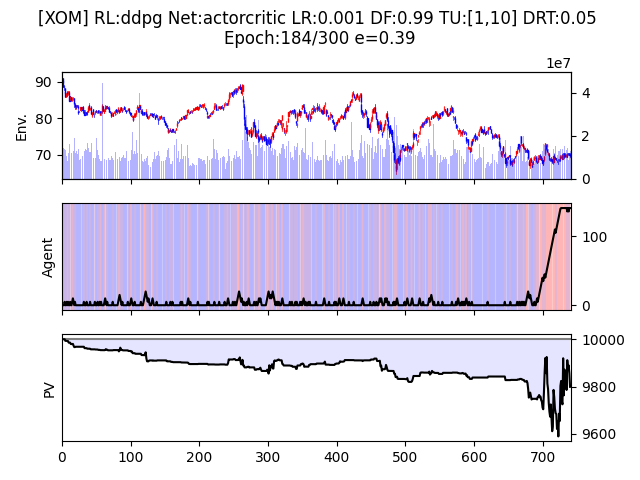 [XOM] RL:ddpg Net:actorcritic LR:0.001 DF:0.99 TU:[1,10] DRT:0.05
Epoch:184/300 e=0.39
1e7
90
80
70
Env.
4
2
0
Agent
100
0
PV
10000
9800
9600
0 100 200 300 400 500 600 700